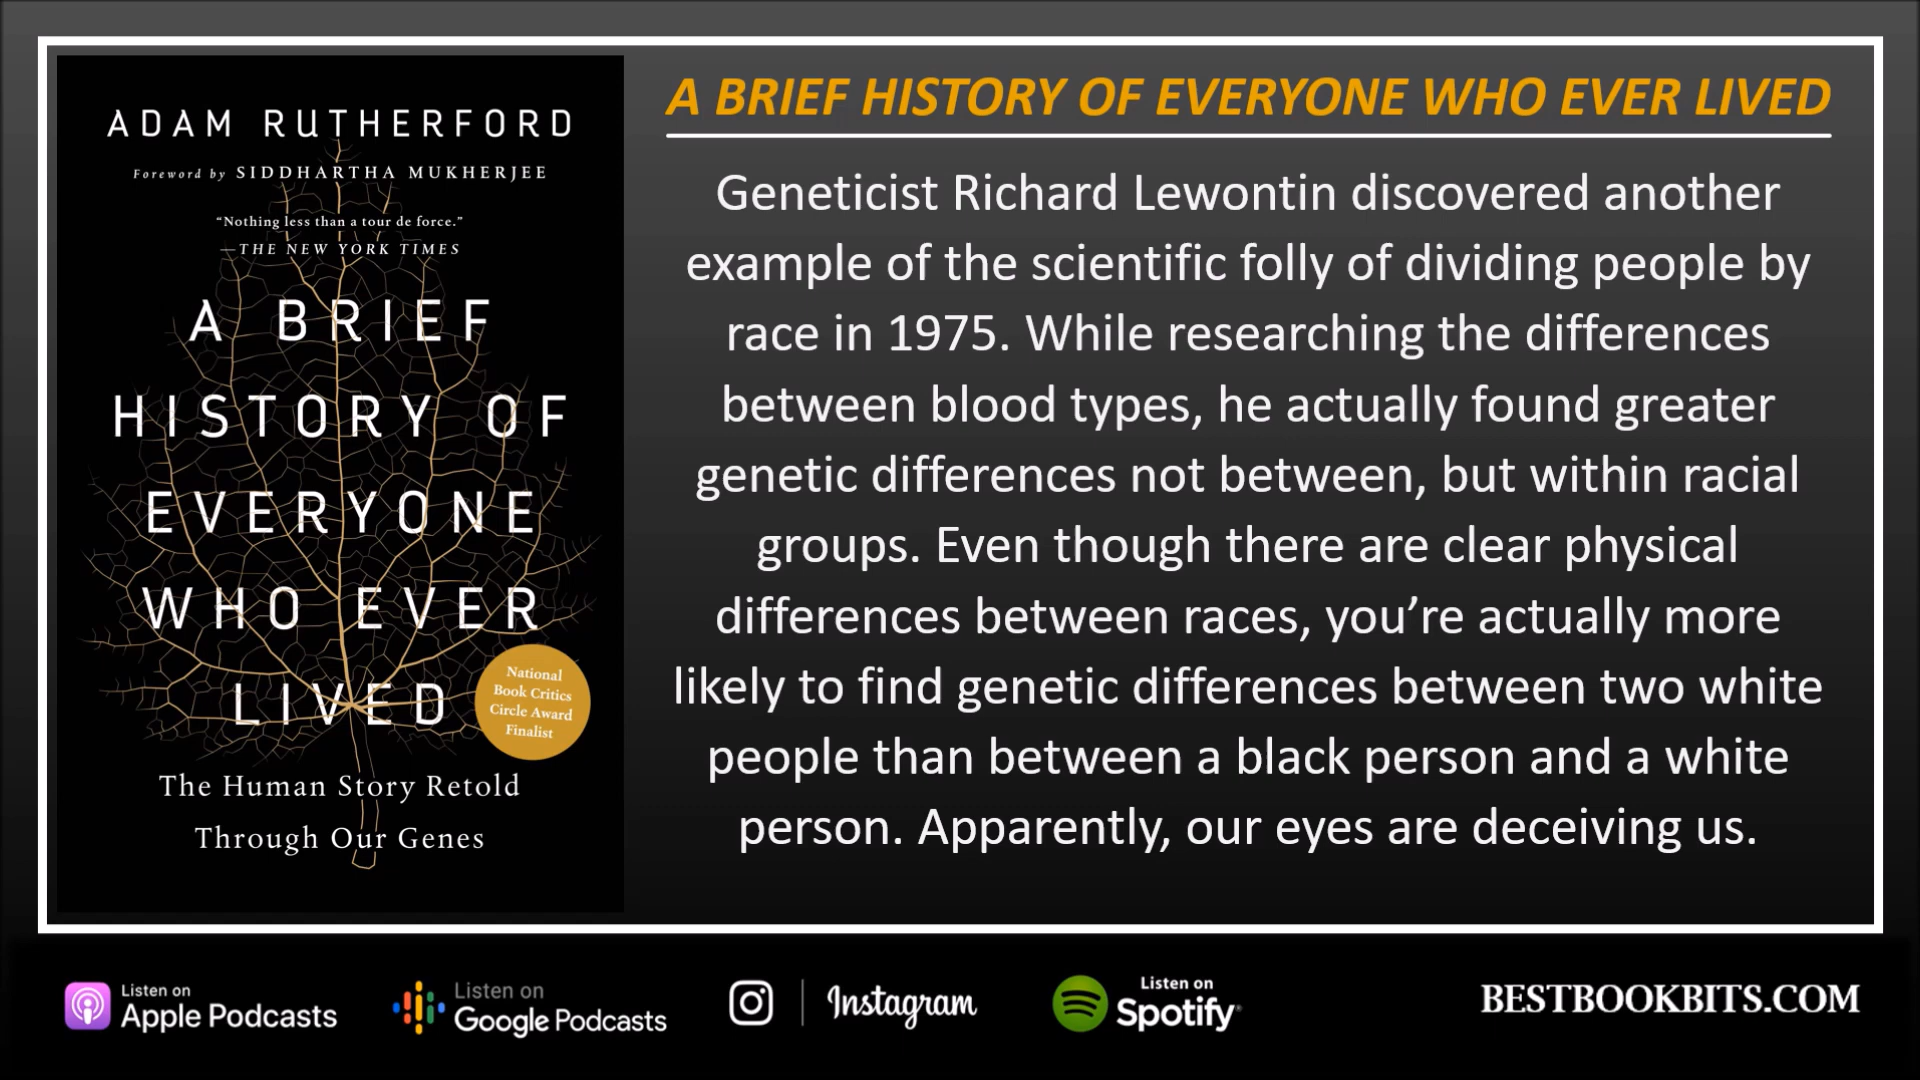 ADAM RUTHERFORD
Foreword by SIDDHARTHA MUKHERJEE
“Nothing less than a tour de force.”
—THE NEW YORK TIMES
A BRIEF
HISTORY OF
EVERYONE
WHO EVER
LIVED
National
Book Critics
Circle Award
Finalist
The Human Story Retold
Through Our Genes
A BRIEF HISTORY OF EVERYONE WHO EVER LIVED
Geneticist Richard Lewontin discovered another
example of the scientific folly of dividing people by
race in 1975. While researching the differences
between blood types, he actually found greater
genetic differences not between, but within racial
groups. Even though there are clear physical
differences between races, you’re actually more
likely to find genetic differences between two white
people than between a black person and a white
person. Apparently, our eyes are deceiving us.
Listen on
Apple Podcasts
Listen on
Google Podcasts
Instagram
Listen on
Spotify
BESTBOOKBITS.COM